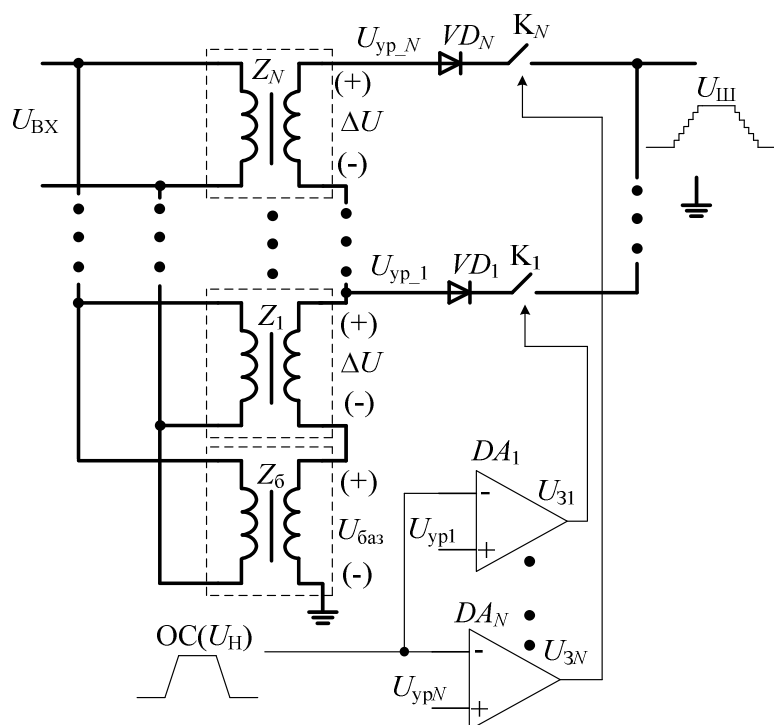 U_ур_N VD_N K_N
Z_N (+) U_Ш
U_ВХ ΔU
(-)
U_ур_1 VD_1 K_1
Z_1 (+)
ΔU
(-)
DA_1
Z_б (+) U_З1
-
U_баз U_ур1
+
(-)
DA_N
ОС(U_Н) - U_ЗN
U_урN +